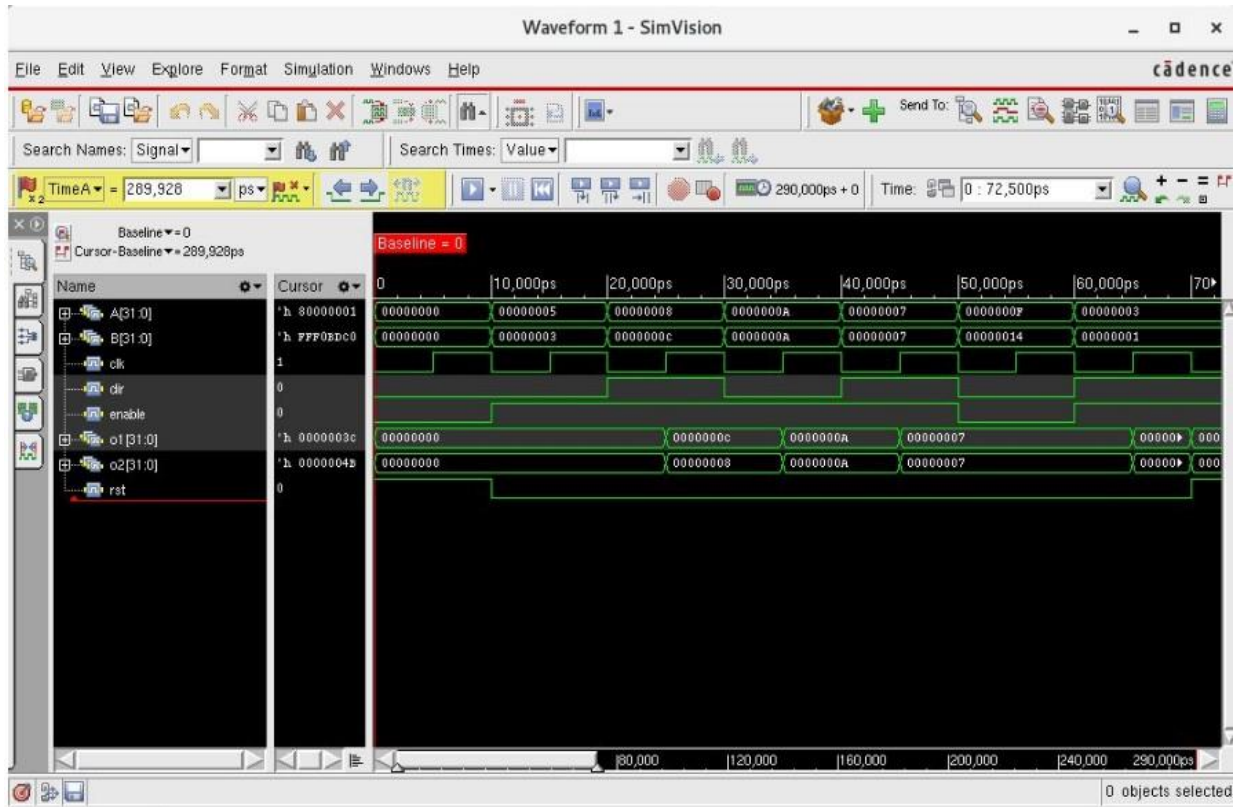 Waveform 1 - SimVision
File Edit View Explore Format Simulation Windows Help
cādence
Send To:
Search Names: Signal
Search Times: Value
TimeA = 289,928 ps
290,000ps + 0
Time: 0 : 72,500ps
x2
Baseline = 0
Cursor-Baseline = 289,928ps
Baseline = 0
Name Cursor 0 10,000ps 20,000ps 30,000ps 40,000ps 50,000ps 60,000ps 70
A[31:0] 'h 80000001 00000000 00000005 00000008 0000000A 00000007 0000000F 00000003
B[31:0] 'h FFF0BDC0 00000000 00000003 0000000C 0000000A 00000007 00000014 00000001
clk 1
dir 0
enable 0
o1[31:0] 'h 0000003C 00000000 0000000C 0000000A 00000007 00000 000
o2[31:0] 'h 0000004B 00000000 00000008 0000000A 00000007 00000 000
rst 0
120,000 160,000 200,000 240,000 290,000ps
0 objects selected